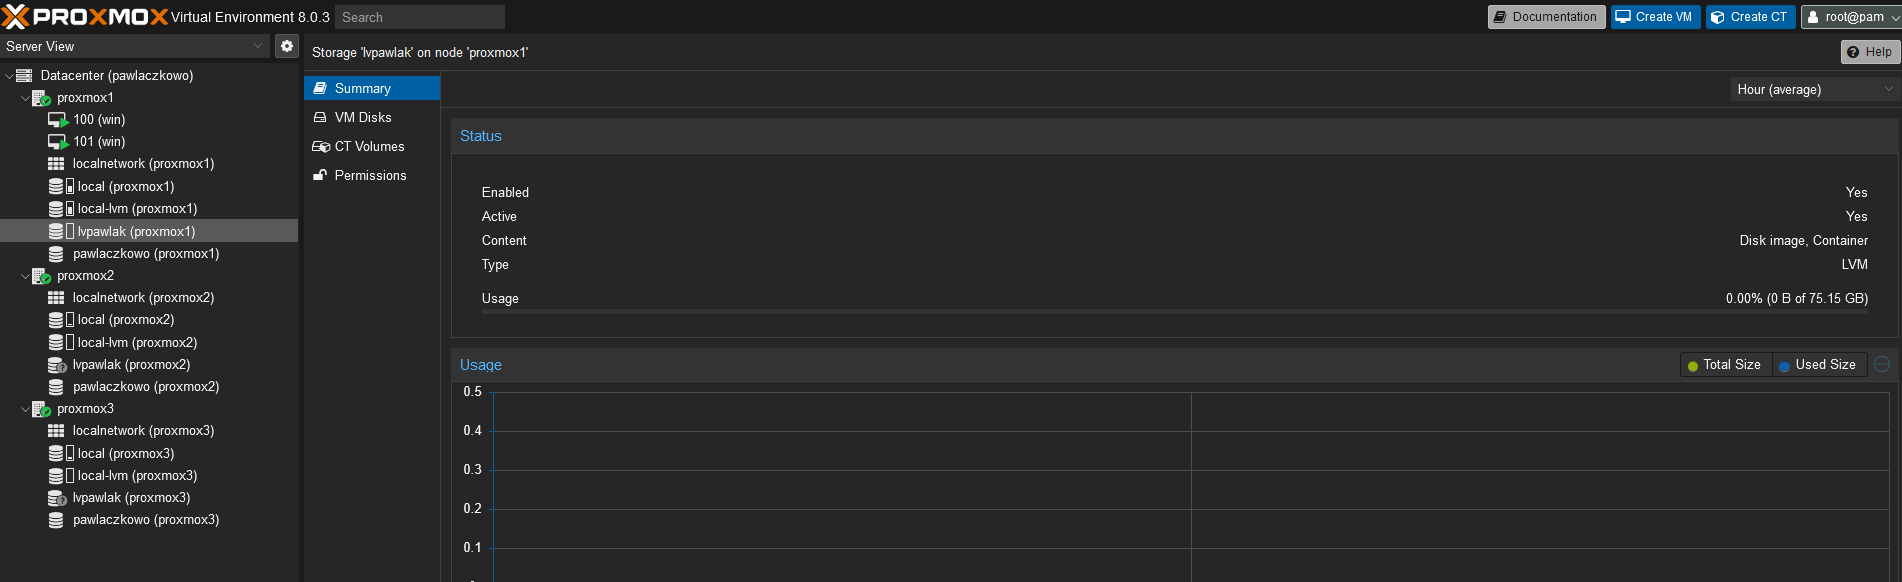 PROXMOX Virtual Environment 8.0.3 Search Documentation Create VM Create CT root@pam
Server View
Storage 'lvpawlak' on node 'proxmox1' Help
Datacenter (pawlaczkowo)
proxmox1
100 (win)
101 (win)
localnetwork (proxmox1)
local (proxmox1)
local-lvm (proxmox1)
lvpawlak (proxmox1)
pawlaczkowo (proxmox1)
proxmox2
localnetwork (proxmox2)
local (proxmox2)
local-lvm (proxmox2)
lvpawlak (proxmox2)
pawlaczkowo (proxmox2)
proxmox3
localnetwork (proxmox3)
local (proxmox3)
local-lvm (proxmox3)
lvpawlak (proxmox3)
pawlaczkowo (proxmox3)
Summary
VM Disks
CT Volumes
Permissions
Hour (average)
Status
Enabled Yes
Active Yes
Content Disk image, Container
Type LVM
Usage 0.00% (0 B of 75.15 GB)
Usage Total Size Used Size
0.5
0.4
0.3
0.2
0.1